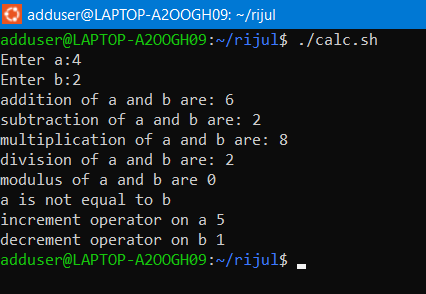 adduser@LAPTOP-A2OOGH09: ~/rijul
adduser@LAPTOP-A2OOGH09:~/rijul$ ./calc.sh
Enter a:4
Enter b:2
addition of a and b are: 6
subtraction of a and b are: 2
multiplication of a and b are: 8
division of a and b are: 2
modulus of a and b are 0
a is not equal to b
increment operator on a 5
decrement operator on b 1
adduser@LAPTOP-A2OOGH09:~/rijul$